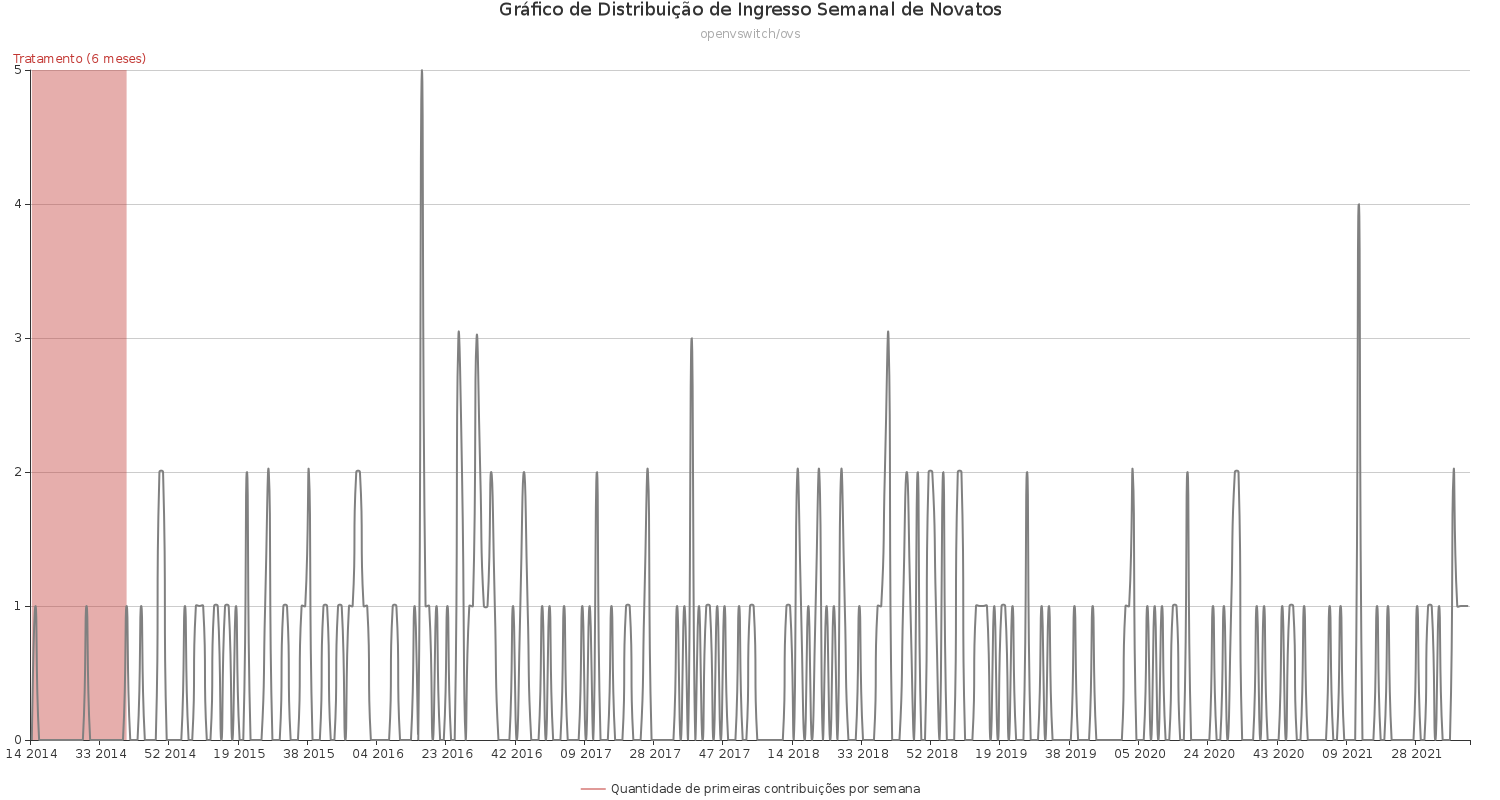 Gráfico de Distribuição de Ingresso Semanal de Novatos
openvswitch/ovs
Tratamento (6 meses)
5
4
3
2
1
0
14 2014 33 2014 52 2014 19 2015 38 2015 04 2016 23 2016 42 2016 09 2017 28 2017 47 2017 14 2018 33 2018 52 2018 19 2019 38 2019 05 2020 24 2020 43 2020 09 2021 28 2021
Quantidade de primeiras contribuições por semana